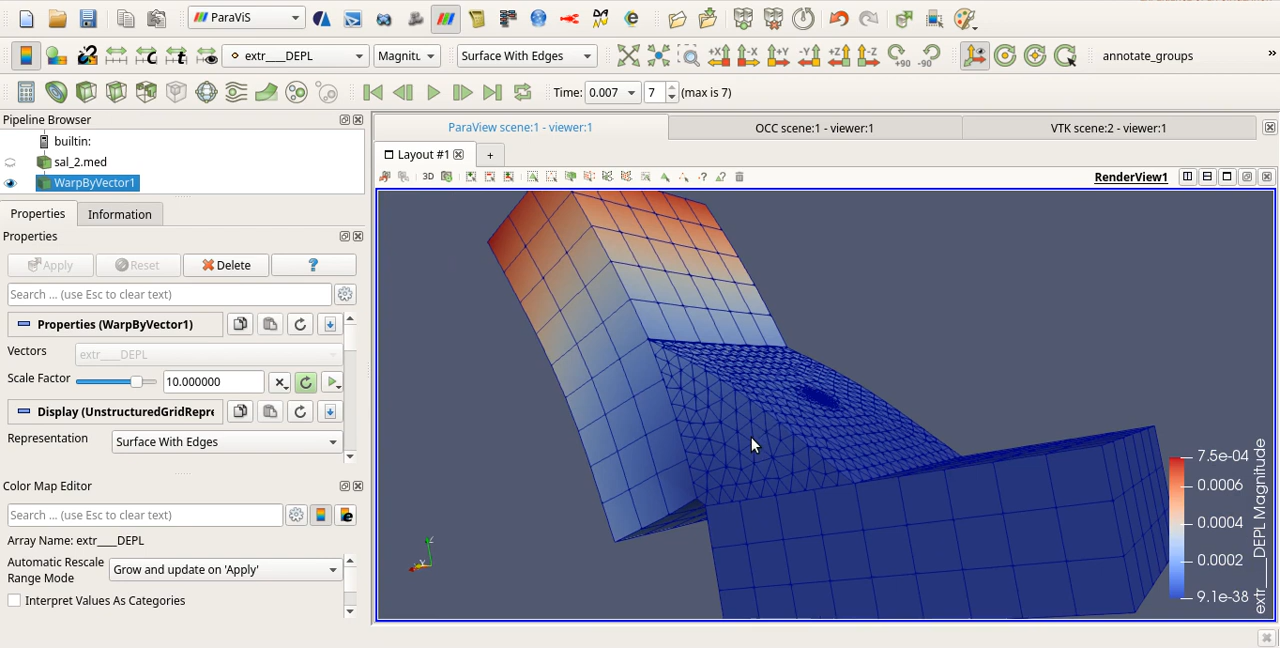 ParaViS
extr___DEPL
Magnitu
Surface With Edges
+X
-X
+Y
-Y
+Z
-Z
+90
-90
annotate_groups
»
Time: 0.007
7
(max is 7)
Pipeline Browser
builtin:
sal_2.med
WarpByVector1
Properties
Information
Properties
Apply
Reset
Delete
?
Search ... (use Esc to clear text)
Properties (WarpByVector1)
Vectors
extr___DEPL
Scale Factor
10.000000
Display (UnstructuredGridRepre
Representation
Surface With Edges
Color Map Editor
Search ... (use Esc to clear text)
Array Name: extr___DEPL
Automatic Rescale
Range Mode
Grow and update on 'Apply'
Interpret Values As Categories
ParaView scene:1 - viewer:1
OCC scene:1 - viewer:1
VTK scene:2 - viewer:1
Layout #1
+
3D
RenderView1
7.5e-04
0.0006
0.0004
0.0002
9.1e-38
extr___DEPL Magnitude